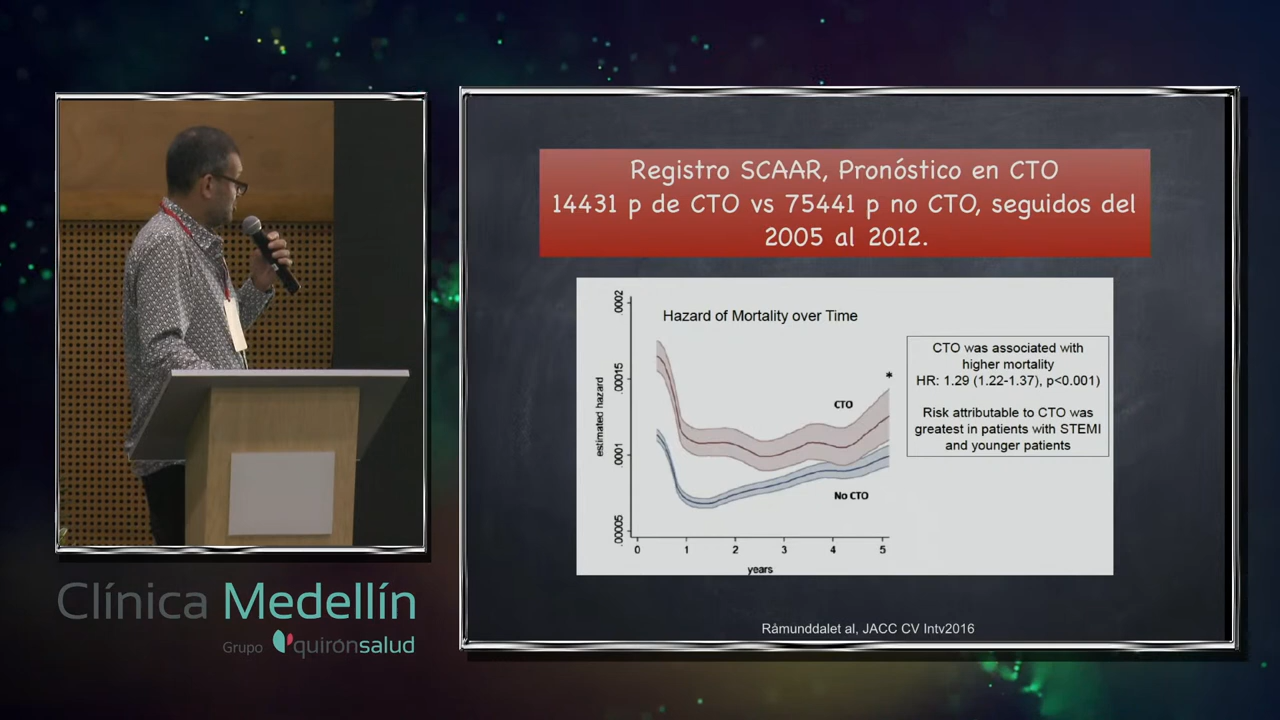 Registro SCAAR, Pronóstico en CTO
14431 p de CTO vs 75441 p no CTO, seguidos del
2005 al 2012.
Hazard of Mortality over Time
.0002
.00015
.0001
.00005
estimated hazard
CTO
*
No CTO
0 1 2 3 4 5
years
CTO was associated with
higher mortality
HR: 1.29 (1.22-1.37), p<0.001)
Risk attributable to CTO was
greatest in patients with STEMI
and younger patients
Råmunddalet al, JACC CV Intv2016
Clínica Medellín
Grupo quirónsalud